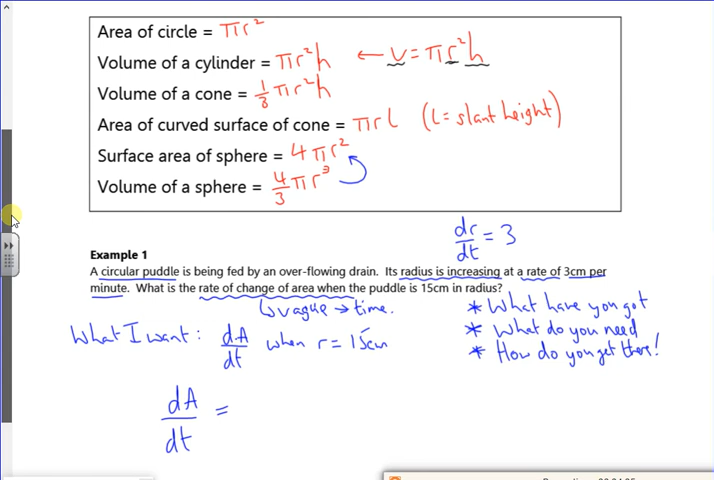 Area of circle = πr²
Volume of a cylinder = πr²h ← V = πr²h
Volume of a cone = 1/3 πr²h
Area of curved surface of cone = πrl (l = slant height)
Surface area of sphere = 4πr²
Volume of a sphere = 4/3 πr³
dr/dt = 3
Example 1
A circular puddle is being fed by an over-flowing drain. Its radius is increasing at a rate of 3cm per
minute. What is the rate of change of area when the puddle is 15cm in radius?
↳ vague → time.
* What have you got
What I want: dA/dt when r = 15cm
* What do you need
* How do you get there!
dA/dt =